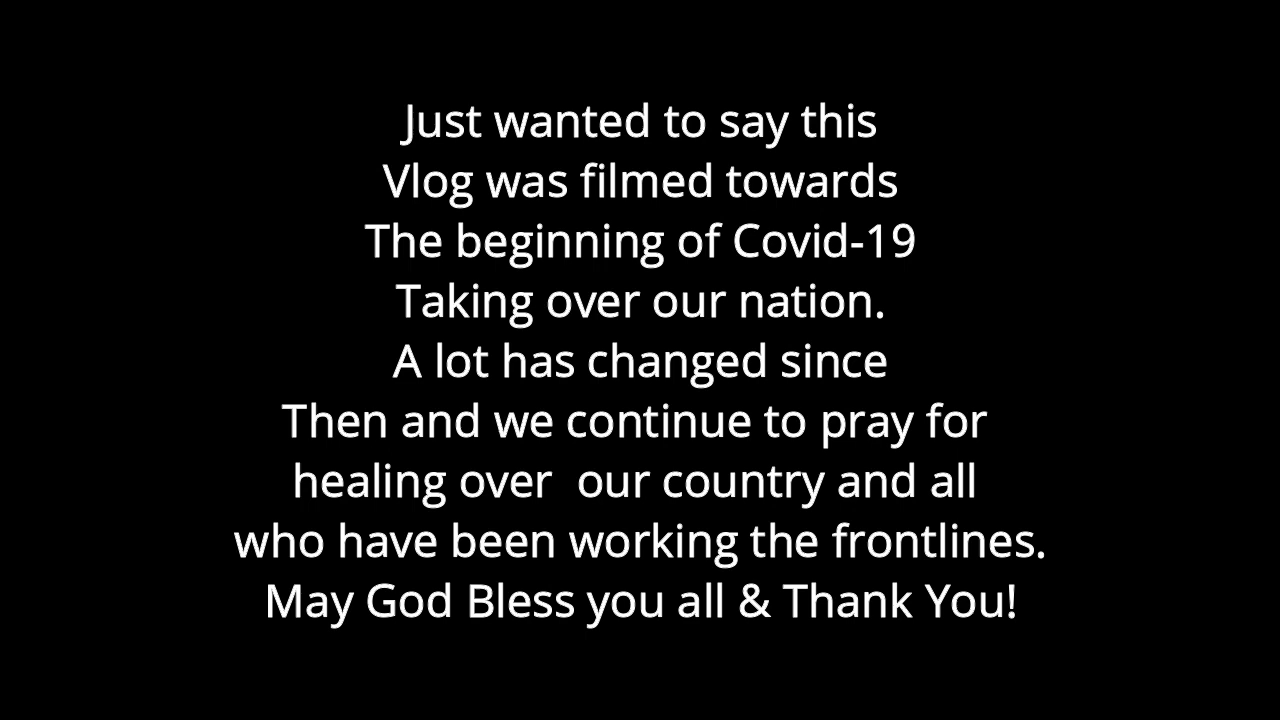 Just wanted to say this
Vlog was filmed towards
The beginning of Covid-19
Taking over our nation.
A lot has changed since
Then and we continue to pray for
healing over  our country and all
who have been working the frontlines.
May God Bless you all & Thank You!